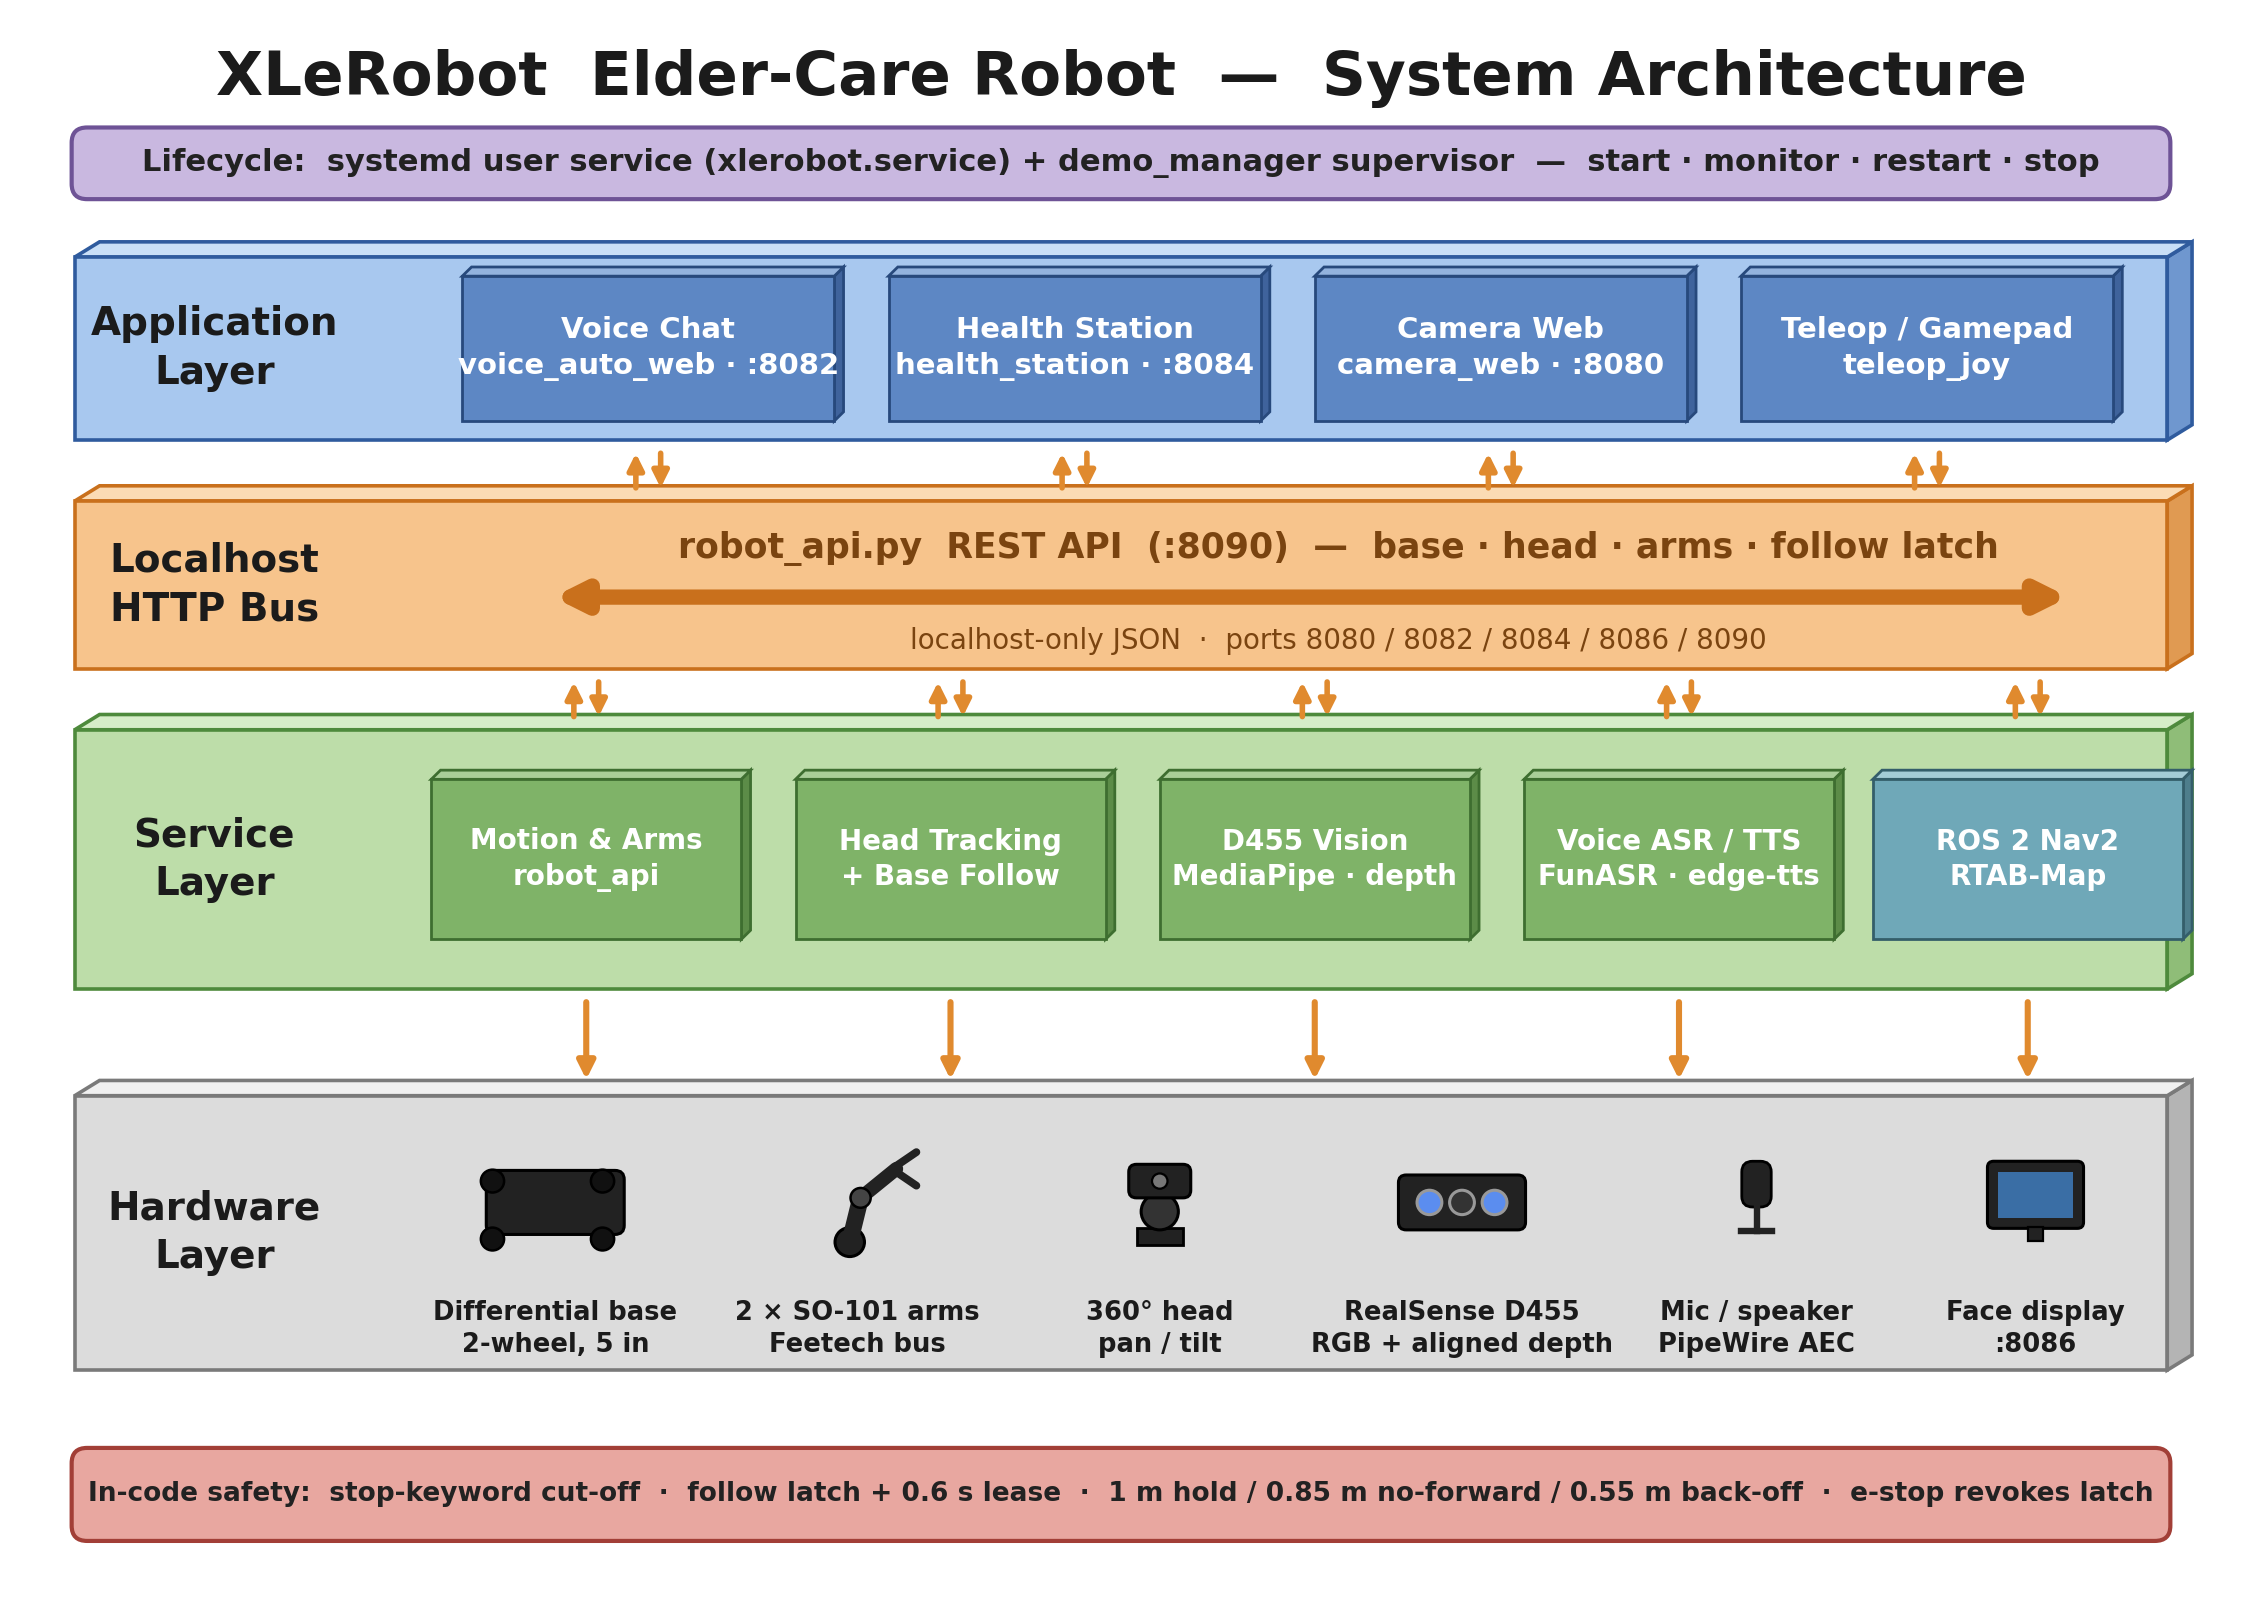 XLeRobot Elder-Care Robot — System Architecture
Lifecycle: systemd user service (xlerobot.service) + demo_manager supervisor — start · monitor · restart · stop
Application
Layer
Voice Chat
voice_auto_web · :8082
Health Station
health_station · :8084
Camera Web
camera_web · :8080
Teleop / Gamepad
teleop_joy
Localhost
HTTP Bus
robot_api.py REST API (:8090) — base · head · arms · follow latch
localhost-only JSON · ports 8080 / 8082 / 8084 / 8086 / 8090
Service
Layer
Motion & Arms
robot_api
Head Tracking
+ Base Follow
D455 Vision
MediaPipe · depth
Voice ASR / TTS
FunASR · edge-tts
ROS 2 Nav2
RTAB-Map
Hardware
Layer
Differential base
2-wheel, 5 in
2 × SO-101 arms
Feetech bus
360° head
pan / tilt
RealSense D455
RGB + aligned depth
Mic / speaker
PipeWire AEC
Face display
:8086
In-code safety: stop-keyword cut-off · follow latch + 0.6 s lease · 1 m hold / 0.85 m no-forward / 0.55 m back-off · e-stop revokes latch